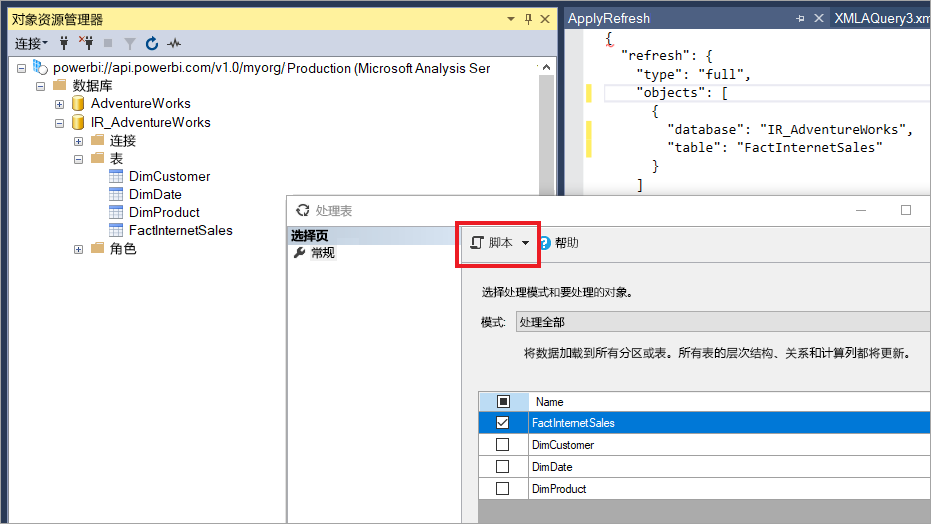 对象资源管理器
连接
powerbi://api.powerbi.com/v1.0/myorg/ Production (Microsoft Analysis Ser
数据库
AdventureWorks
IR_AdventureWorks
连接
表
DimCustomer
DimDate
DimProduct
FactInternetSales
角色
ApplyRefresh
XMLAQuery3.xm
{
"refresh": {
"type": "full",
"objects": [
{
"database": "IR_AdventureWorks",
"table": "FactInternetSales"
}
]
处理表
选择页
常规
脚本
帮助
选择处理模式和要处理的对象。
模式: 处理全部
将数据加载到所有分区或表。所有表的层次结构、关系和计算列都将更新。
Name
FactInternetSales
DimCustomer
DimDate
DimProduct